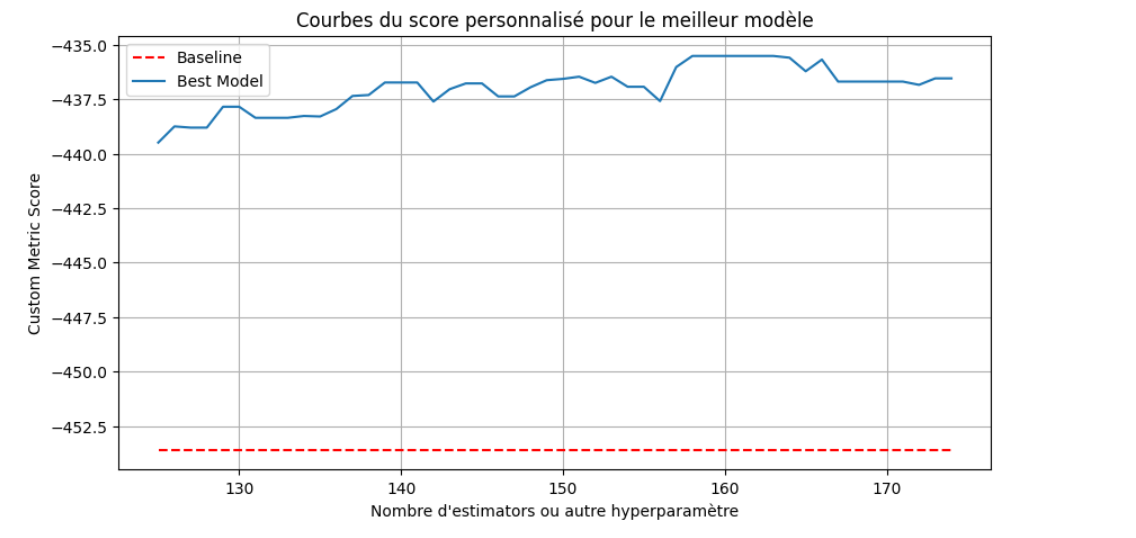 Courbes du score personnalisé pour le meilleur modèle
−435.0
−437.5
−440.0
−442.5
−445.0
−447.5
−450.0
−452.5
Custom Metric Score
Baseline
Best Model
130 140 150 160 170
Nombre d'estimators ou autre hyperparamètre